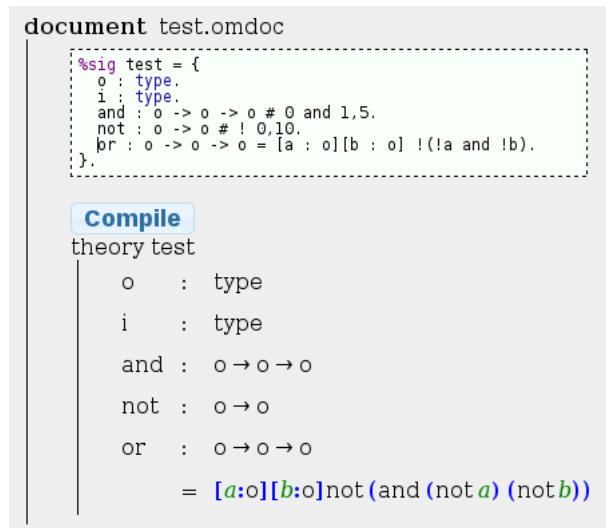 document test.omdoc
%sig test = {
o : type.
i : type.
and : o -> o -> o # 0 and 1,5.
not : o -> o # ! 0,10.
or : o -> o -> o = [a : o][b : o] !(!a and !b).
}.
Compile
theory test
o : type
i : type
and : o → o → o
not : o → o
or : o → o → o
= [a:o][b:o]not (and (not a) (not b))